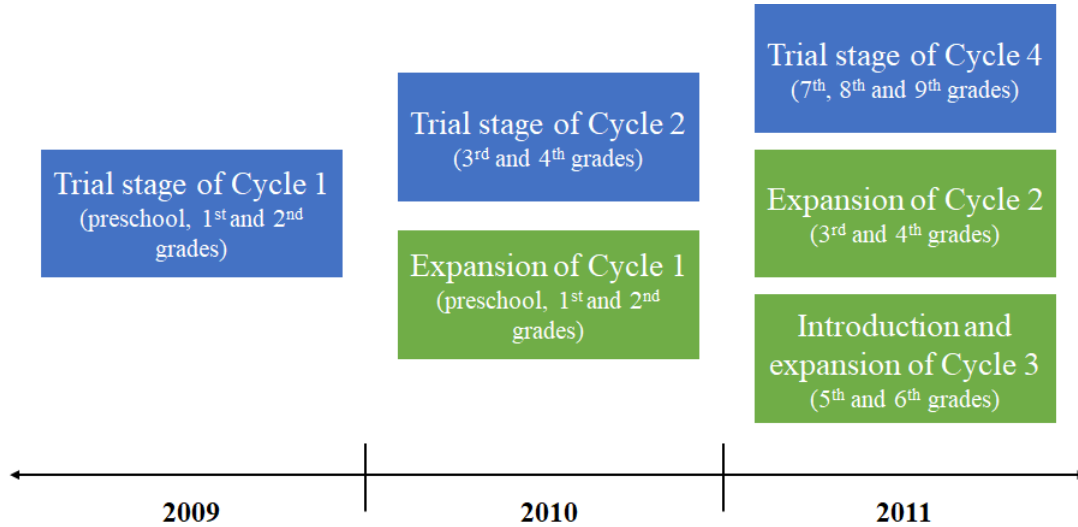 Trial stage of Cycle 1
(preschool, 1st and 2nd
grades)
Trial stage of Cycle 2
(3rd and 4th grades)
Expansion of Cycle 1
(preschool, 1st and 2nd
grades)
Trial stage of Cycle 4
(7th, 8th and 9th grades)
Expansion of Cycle 2
(3rd and 4th grades)
Introduction and
expansion of Cycle 3
(5th and 6th grades)
2009
2010
2011